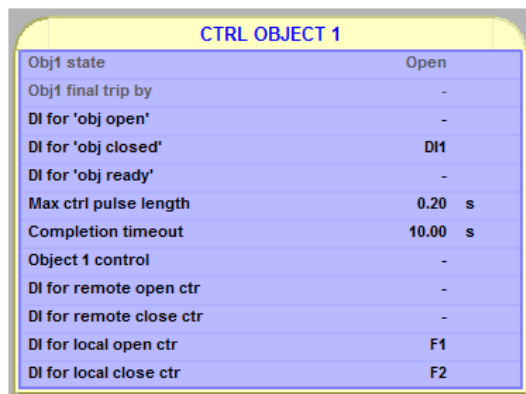 CTRL OBJECT 1
Obj1 state Open
Obj1 final trip by -
DI for 'obj open' -
DI for 'obj closed' DI1
DI for 'obj ready' -
Max ctrl pulse length 0.20 s
Completion timeout 10.00 s
Object 1 control -
DI for remote open ctr -
DI for remote close ctr -
DI for local open ctr F1
DI for local close ctr F2